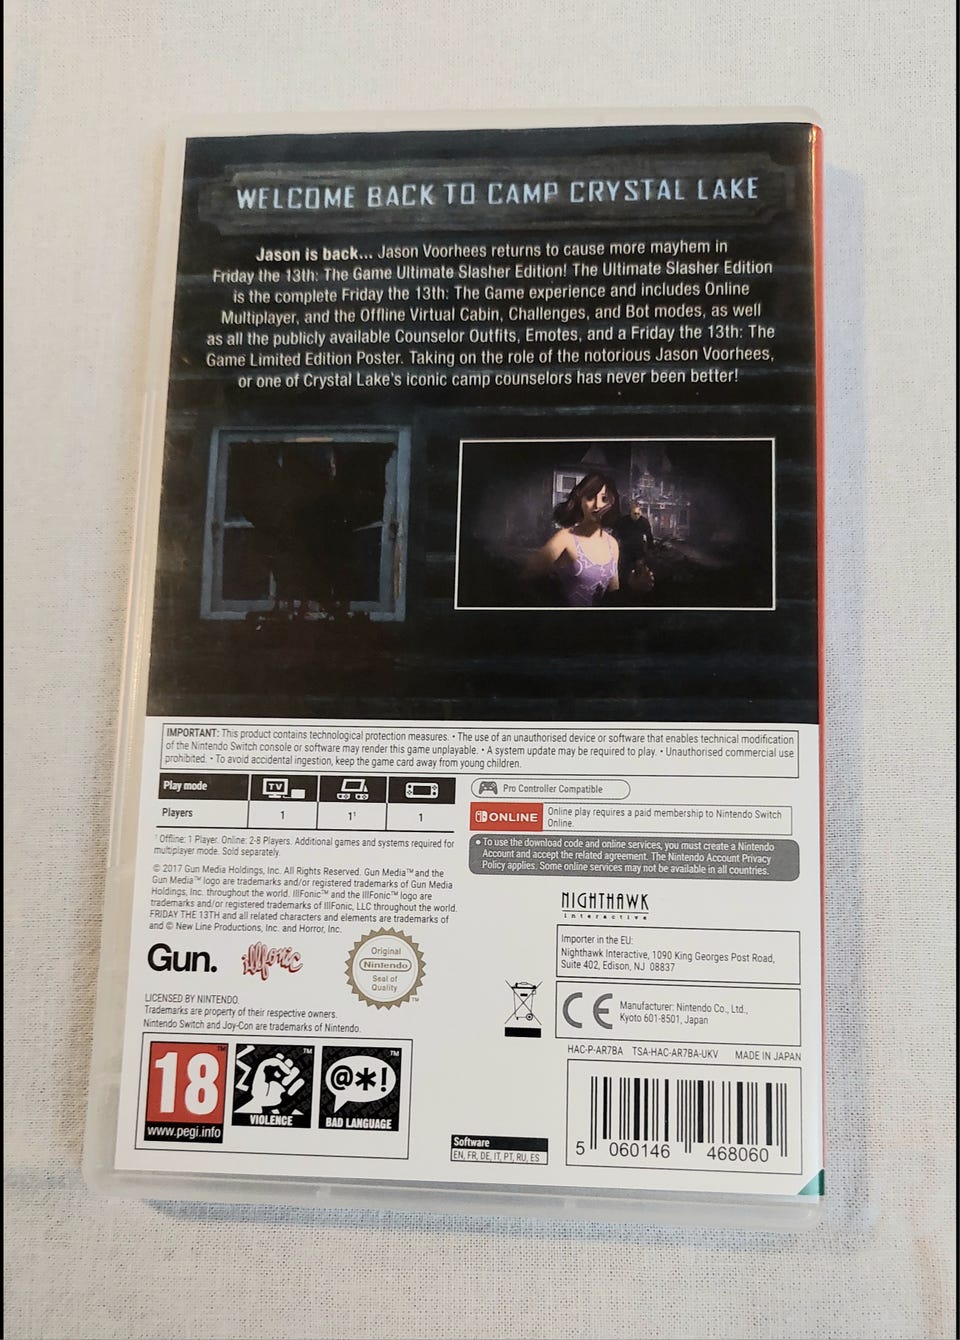 WELCOME BACK TO CAMP CRYSTAL LAKE
Jason is back... Jason Voorhees returns to cause more mayhem in
Friday the 13th: The Game Ultimate Slasher Edition! The Ultimate Slasher Edition
is the complete Friday the 13th: The Game experience and includes Online
Multiplayer, and the Offline Virtual Cabin, Challenges, and Bot modes, as well
as all the publicly available Counselor Outfits, Emotes, and a Friday the 13th: The
Game Limited Edition Poster. Taking on the role of the notorious Jason Voorhees,
or one of Crystal Lake's iconic camp counselors has never been better!
IMPORTANT: This product contains technological protection measures. • The use of an unauthorised device or software that enables technical modification
of the Nintendo Switch console or software may render this game unplayable. • A system update may be required to play. • Unauthorised commercial use
prohibited. • To avoid accidental ingestion, keep the game card away from young children.
Play mode
TV
Players
1
1¹
1
¹ Offline: 1 Player. Online: 2-8 Players. Additional games and systems required for
multiplayer mode. Sold separately.
Pro Controller Compatible
ONLINE
Online play requires a paid membership to Nintendo Switch
Online.
• To use the download code and online services, you must create a Nintendo
Account and accept the related agreement. The Nintendo Account Privacy
Policy applies. Some online services may not be available in all countries.
© 2017 Gun Media Holdings, Inc. All Rights Reserved. Gun Media™ and the
Gun Media™ logo are trademarks and/or registered trademarks of Gun Media
Holdings, Inc. throughout the world. IllFonic™ and the IllFonic™ logo are
trademarks and/or registered trademarks of IllFonic, LLC throughout the world.
FRIDAY THE 13TH and all related characters and elements are trademarks of
and © New Line Productions, Inc. and Horror, Inc.
Gun.
illfonic
Original
Nintendo
Seal of
Quality
TM
NIGHTHAWK
interactive
Importer in the EU:
Nighthawk Interactive, 1090 King Georges Post Road,
Suite 402, Edison, NJ 08837
CE
Manufacturer: Nintendo Co., Ltd.,
Kyoto 601-8501, Japan
LICENSED BY NINTENDO.
Trademarks are property of their respective owners.
Nintendo Switch and Joy-Con are trademarks of Nintendo.
HAC-P-AR7BA TSA-HAC-AR7BA-UKV MADE IN JAPAN
18
www.pegi.info
TM
VIOLENCE
TM
@*!
BAD LANGUAGE
Software
EN, FR, DE, IT, PT, RU, ES
5 060146 468060